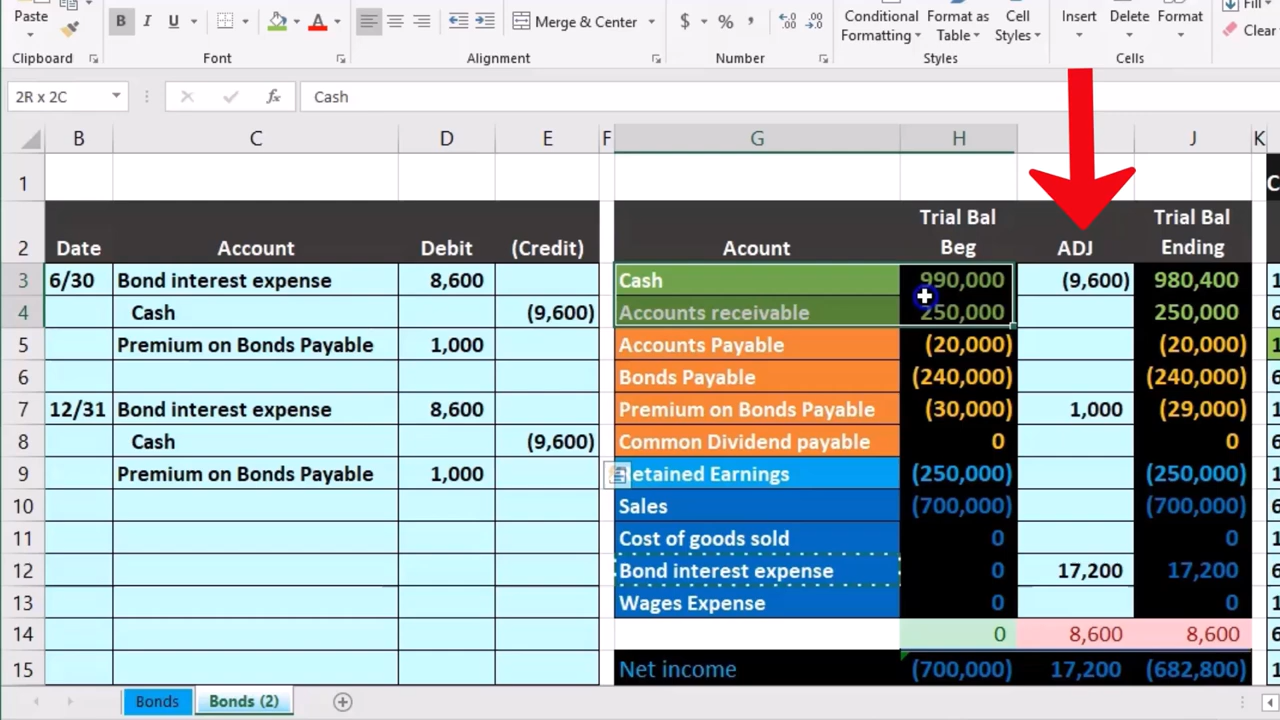 Paste
B I U A
Merge & Center
$ % ,
Conditional Formatting
Format as Table
Cell Styles
Insert
Delete
Format
Fill
Clear
Clipboard
Font
Alignment
Number
Styles
Cells
2R x 2C
fx
Cash
B C D E F G H J K
1
2 Date Account Debit (Credit) Acount Trial Bal Beg ADJ Trial Bal Ending
3 6/30 Bond interest expense 8,600 Cash 990,000 (9,600) 980,400
4 Cash (9,600) Accounts receivable 250,000 250,000
5 Premium on Bonds Payable 1,000 Accounts Payable (20,000) (20,000)
6 Bonds Payable (240,000) (240,000)
7 12/31 Bond interest expense 8,600 Premium on Bonds Payable (30,000) 1,000 (29,000)
8 Cash (9,600) Common Dividend payable 0 0
9 Premium on Bonds Payable 1,000 etained Earnings (250,000) (250,000)
10 Sales (700,000) (700,000)
11 Cost of goods sold 0 0
12 Bond interest expense 0 17,200 17,200
13 Wages Expense 0 0
14 0 8,600 8,600
15 Net income (700,000) 17,200 (682,800)
Bonds
Bonds (2)